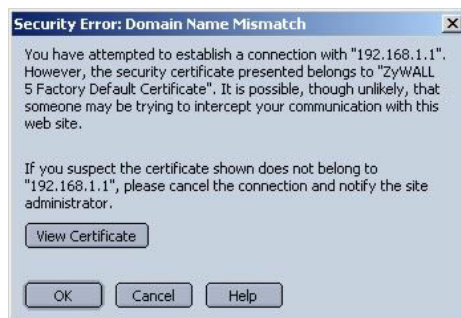 Security Error: Domain Name Mismatch
You have attempted to establish a connection with "192.168.1.1".
However, the security certificate presented belongs to "ZyWALL
5 Factory Default Certificate". It is possible, though unlikely, that
someone may be trying to intercept your communication with this
web site.
If you suspect the certificate shown does not belong to
"192.168.1.1", please cancel the connection and notify the site
administrator.
View Certificate
OK
Cancel
Help